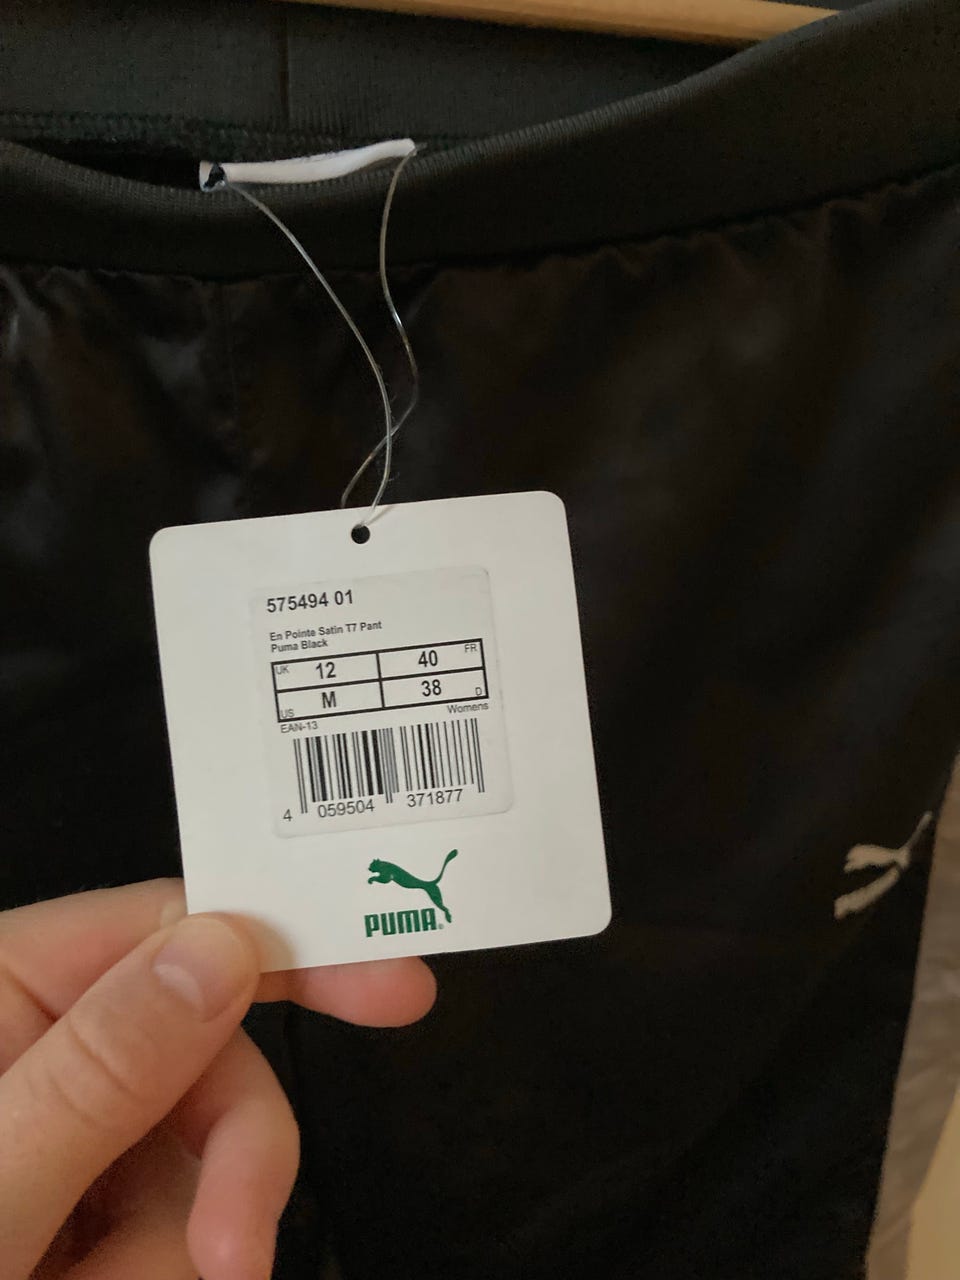 575494 01
En Pointe Satin T7 Pant
Puma Black
UK 12 40 FR
US M 38 D
EAN-13 Womens
4 059504 371877
PUMA®
PUMA